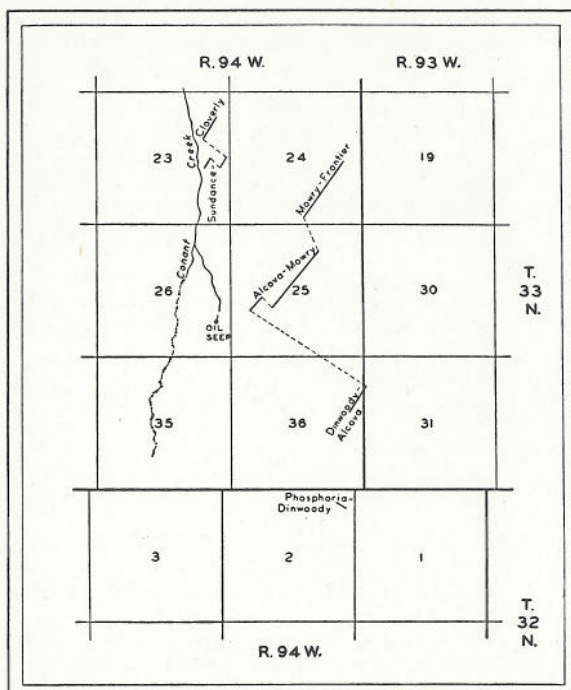 R. 94 W.
R. 93 W.
23
Creek
Cloverly
Sundance-?
24
Mowry-Frontier
19
26
Conant
OIL
SEEP
Alcova-Mowry
25
30
T.
33
N.
35
36
Dinwoody-
Alcova
31
Phosphoria-
Dinwoody
3
2
1
T.
32
N.
R. 94 W.